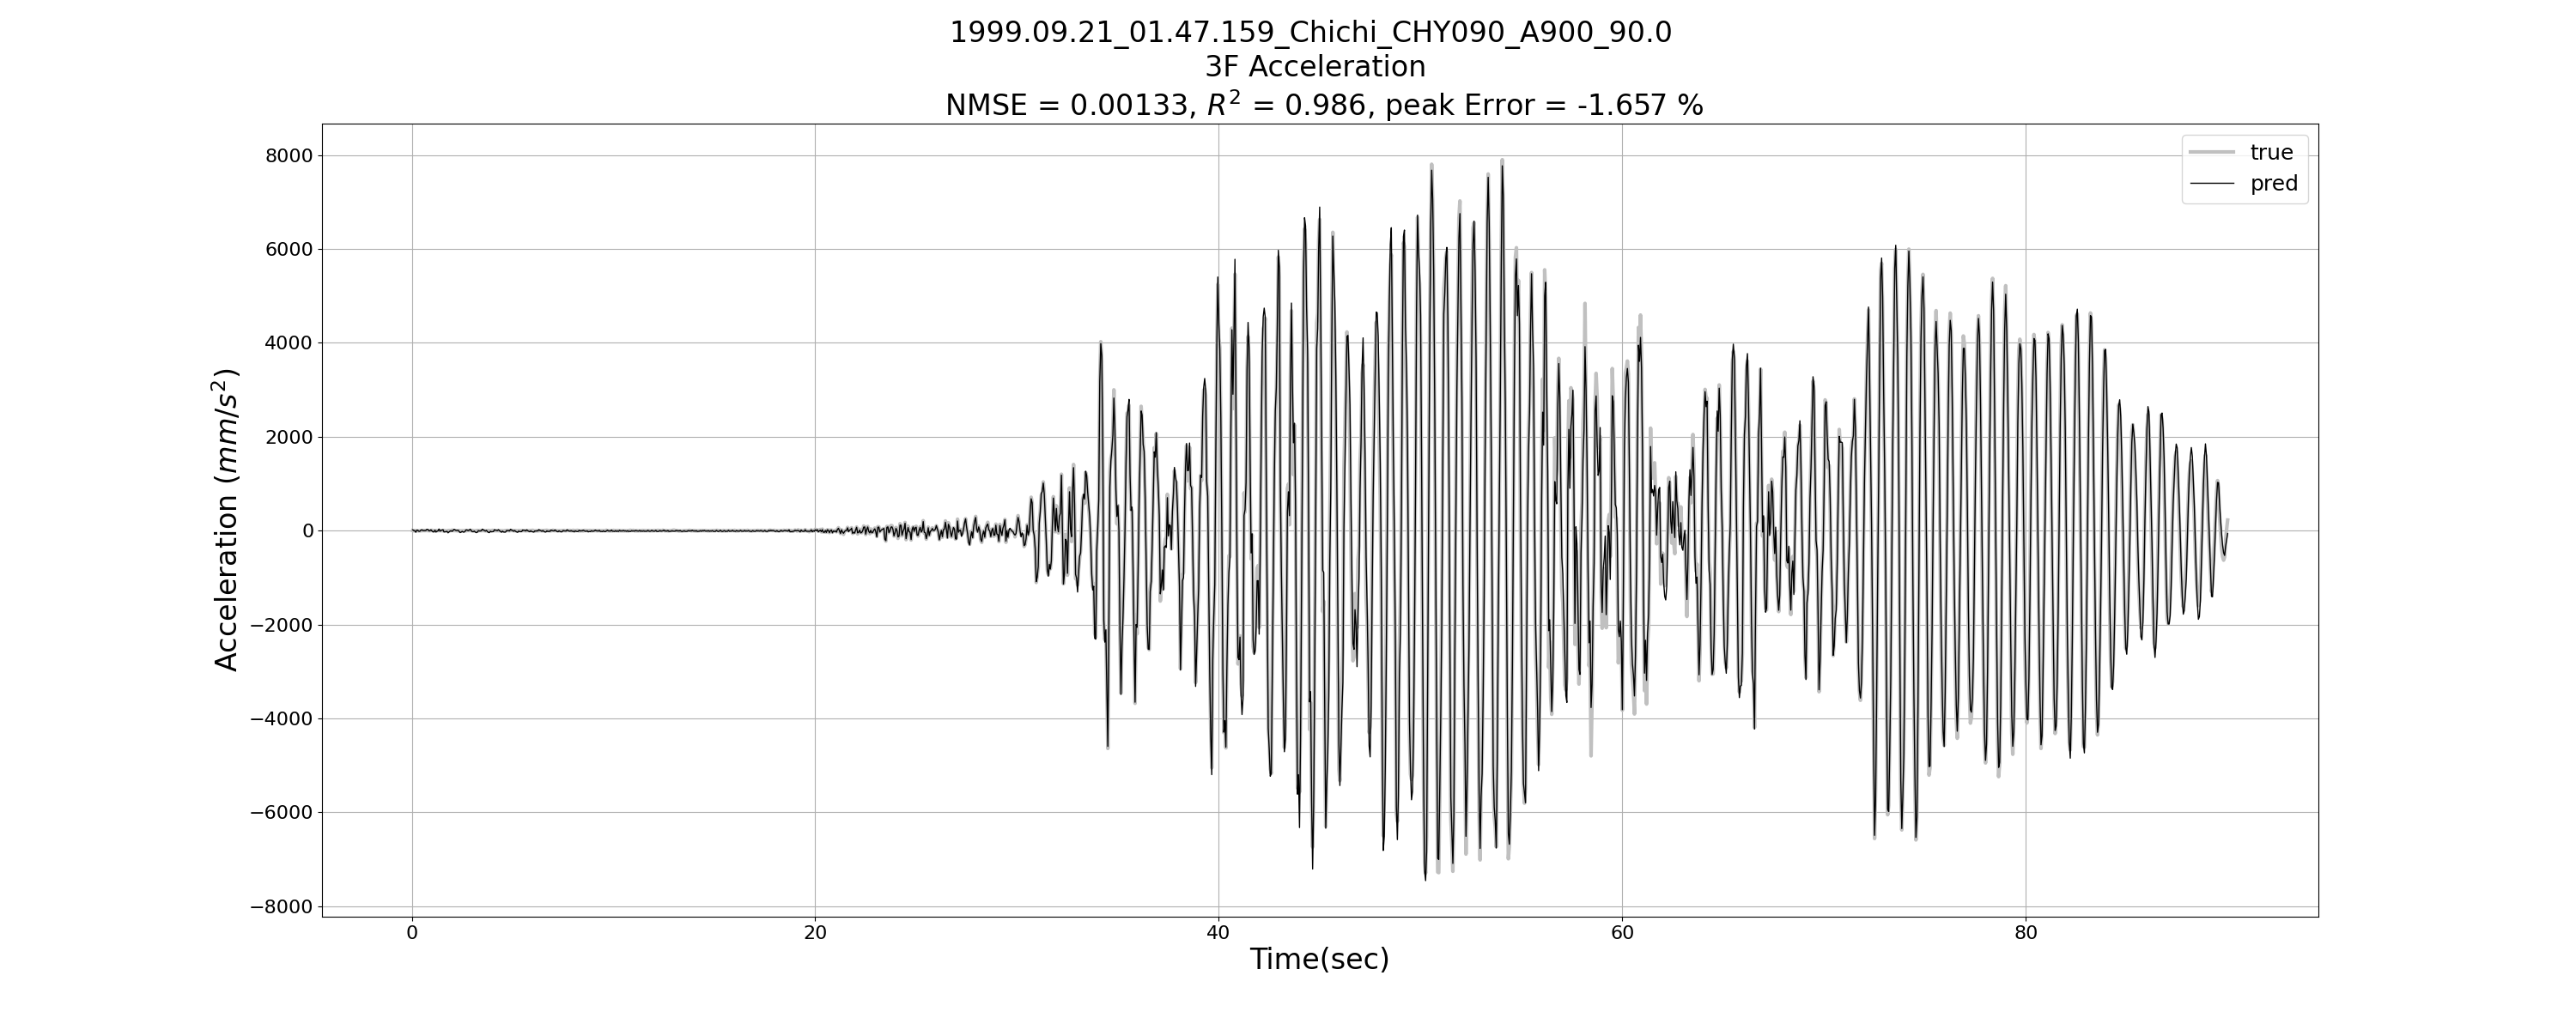 1999.09.21_01.47.159_Chichi_CHY090_A900_90.0
3F Acceleration
NMSE = 0.00133, R² = 0.986, peak Error = -1.657 %
true
pred
8000
6000
4000
2000
0
−2000
−4000
−6000
−8000
Acceleration (mm/s²)
0 20 40 60 80
Time(sec)